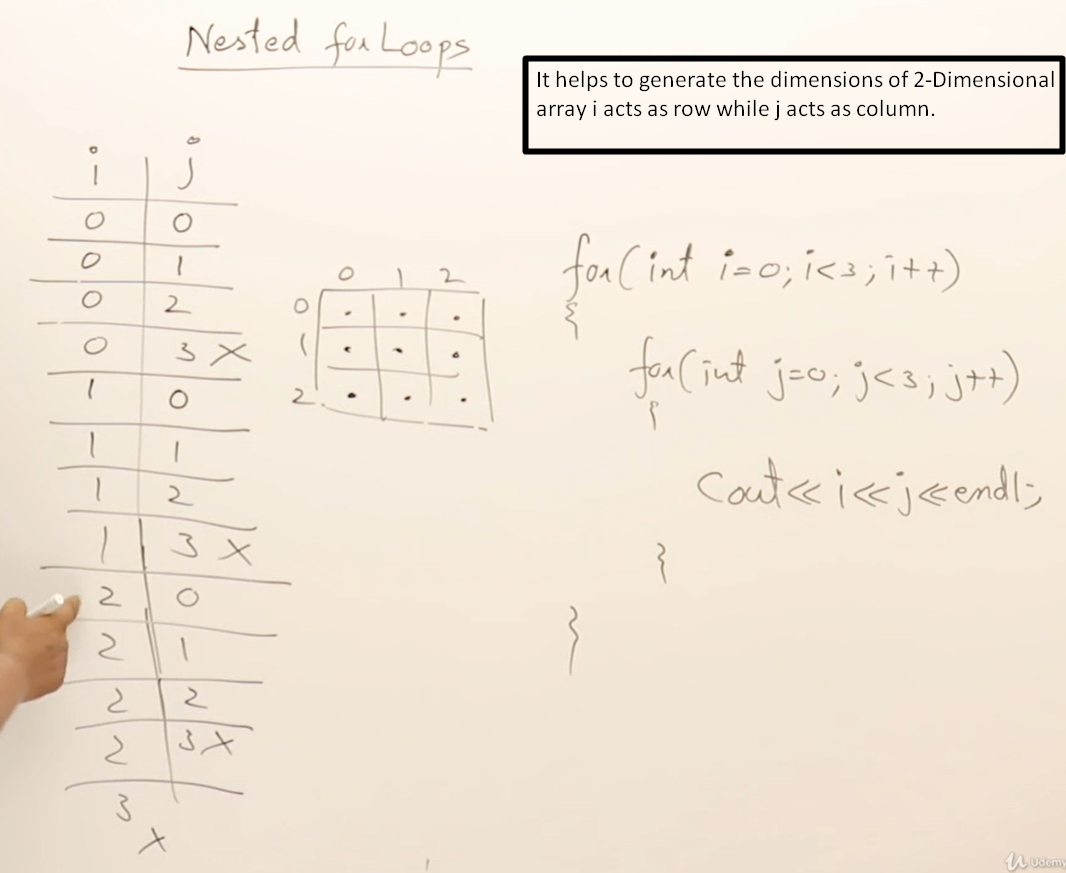 Nested for Loops
It helps to generate the dimensions of 2-Dimensional
array i acts as row while j acts as column.
i j
0 0
0 1
0 2
0 3 X
1 0
1 1
1 2
1 3 X
2 0
2 1
2 2
2 3 X
3
X
0 1 2
0
1
2
for(int i=0; i<3; i++)
{
for(int j=0; j<3; j++)
{
Cout<<i<<j<<endl;
}
}
Udemy